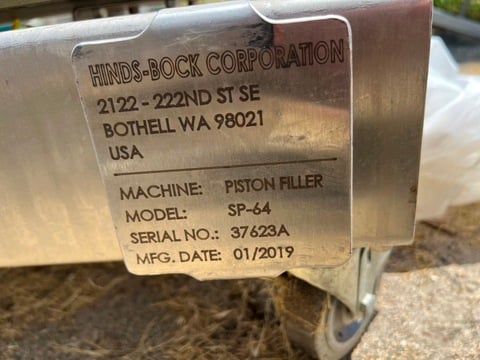 HINDS-BOCK CORPORATION
2122 - 222ND ST SE
BOTHELL WA 98021
USA
MACHINE: PISTON FILLER
MODEL: SP-64
SERIAL NO.: 37623A
MFG. DATE: 01/2019